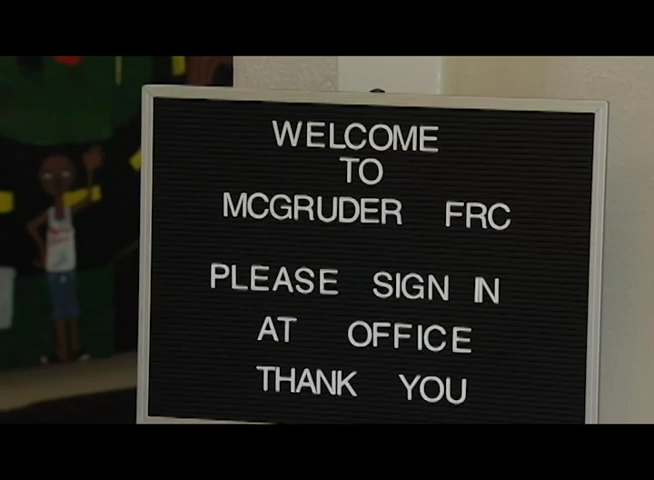 WELCOME
TO
MCGRUDER FRC
PLEASE SIGN IN
AT OFFICE
THANK YOU